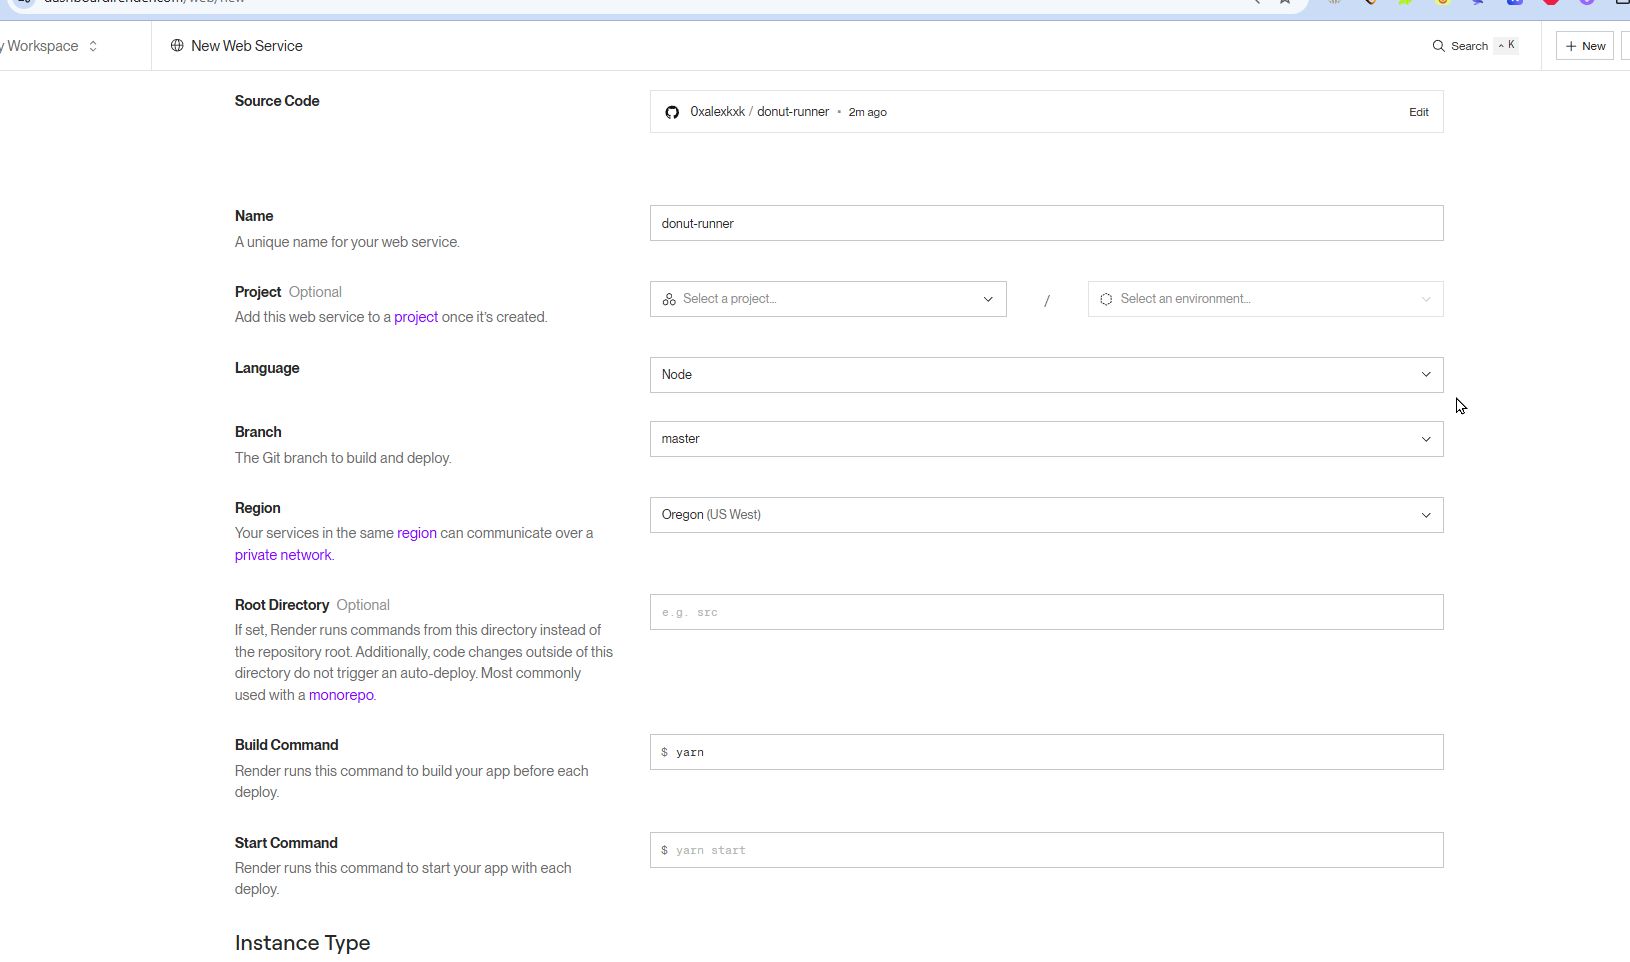 Workspace
New Web Service
Search
K
+ New
Source Code
0xalexkxk / donut-runner • 2m ago
Edit
Name
A unique name for your web service.
donut-runner
Project Optional
Add this web service to a project once it's created.
Select a project...
/
Select an environment...
Language
Node
Branch
The Git branch to build and deploy.
master
Region
Your services in the same region can communicate over a
private network.
Oregon (US West)
Root Directory Optional
If set, Render runs commands from this directory instead of
the repository root. Additionally, code changes outside of this
directory do not trigger an auto-deploy. Most commonly
used with a monorepo.
e.g. src
Build Command
Render runs this command to build your app before each
deploy.
$ yarn
Start Command
Render runs this command to start your app with each
deploy.
$ yarn start
Instance Type